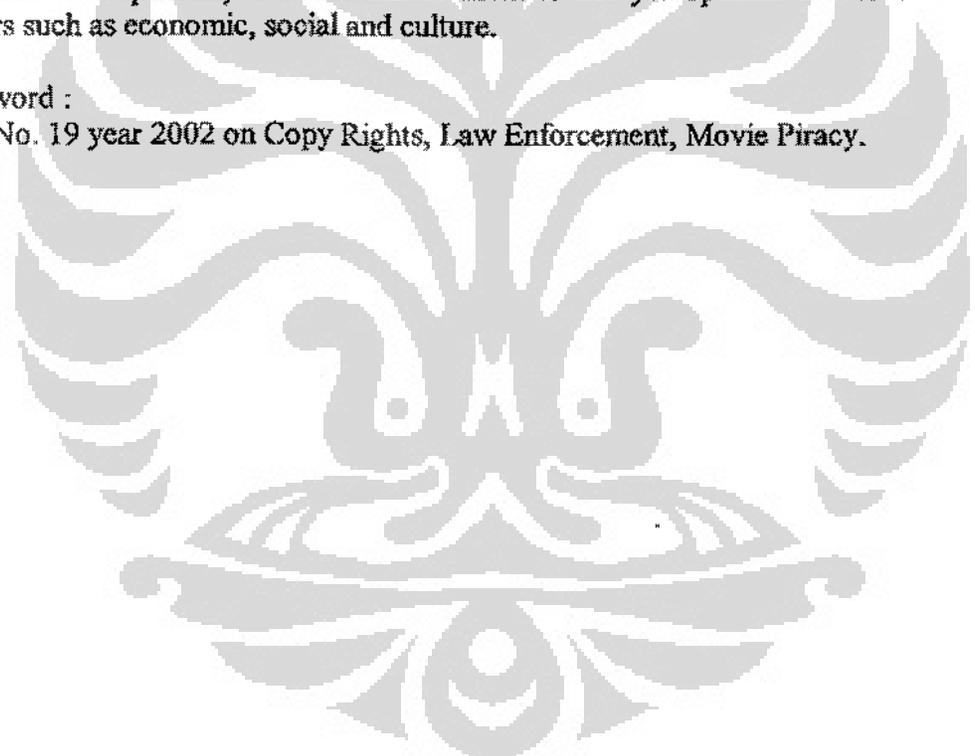 rs such as economic, social and culture.
word :
No. 19 year 2002 on Copy Rights, Law Enforcement, Movie Piracy.